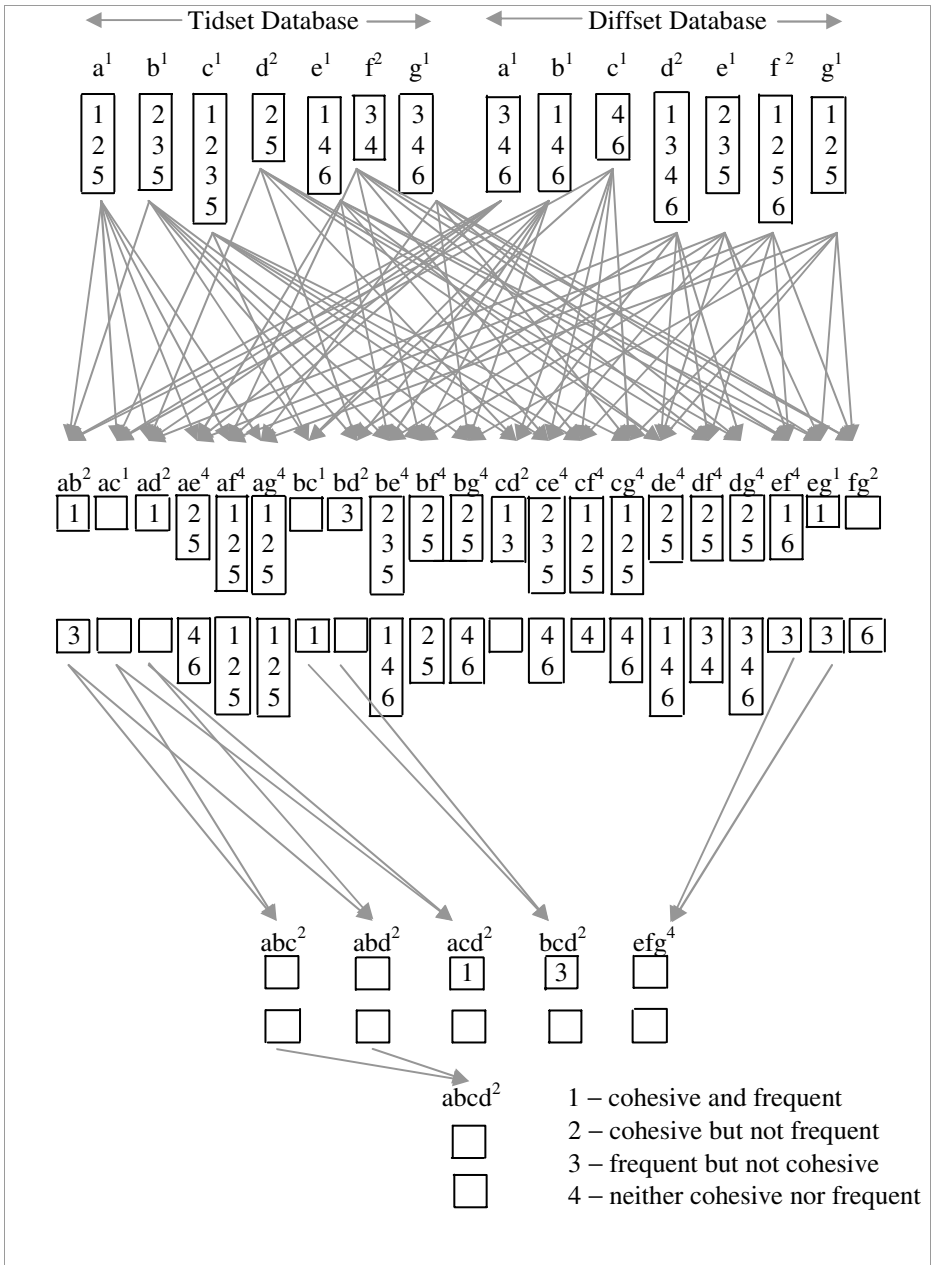 Tidset Database Diffset Database
a¹ b¹ c¹ d² e¹ f² g¹ a¹ b¹ c¹ d² e¹ f² g¹
1 2 1 2 1 3 3 3 1 4 1 2 1 1
2 3 2 5 4 4 4 4 4 6 3 3 2 2
5 5 3 6 6 6 6 4 5 5 5
5 6 6
ab² ac¹ ad² ae⁴ af⁴ ag⁴ bc¹ bd² be⁴ bf⁴ bg⁴ cd² ce⁴ cf⁴ cg⁴ de⁴ df⁴ dg⁴ ef⁴ eg¹ fg²
1 1 2 1 1 3 2 2 2 1 2 1 1 2 2 2 1 1
5 2 2 3 5 5 3 3 2 2 5 5 5 6
5 5 5 5 5 5
3 4 1 1 1 1 2 4 4 4 4 1 3 3 3 3 6
6 2 2 4 5 6 6 6 4 4 4
5 5 6 6 6
abc² abd² acd² bcd² efg⁴
1 3
abcd²
1 – cohesive and frequent
2 – cohesive but not frequent
3 – frequent but not cohesive
4 – neither cohesive nor frequent